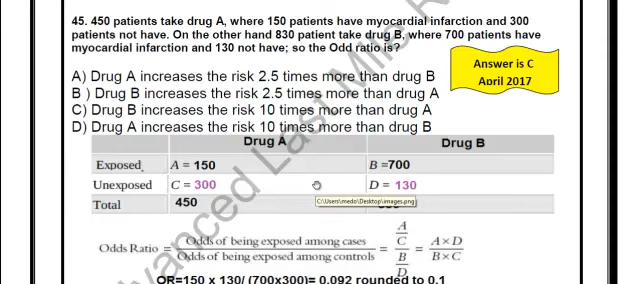 45. 450 patients take drug A, where 150 patients have myocardial infarction and 300
patients not have. On the other hand 830 patient take drug B, where 700 patients have
myocardial infarction and 130 not have; so the Odd ratio is?
Answer is C
April 2017
A) Drug A increases the risk 2.5 times more than drug B
B ) Drug B increases the risk 2.5 times more than drug A
C) Drug B increases the risk 10 times more than drug A
D) Drug A increases the risk 10 times more than drug B
Drug A Drug B
Exposed A = 150 B =700
Unexposed C = 300 D = 130
C:\Users\medo\Desktop\images.png
Total 450
Odds Ratio = Odds of being exposed among cases / Odds of being exposed among controls = A/C / B/D = A×D / B×C
OR=150 x 130/ (700x300)= 0.092 rounded to 0.1